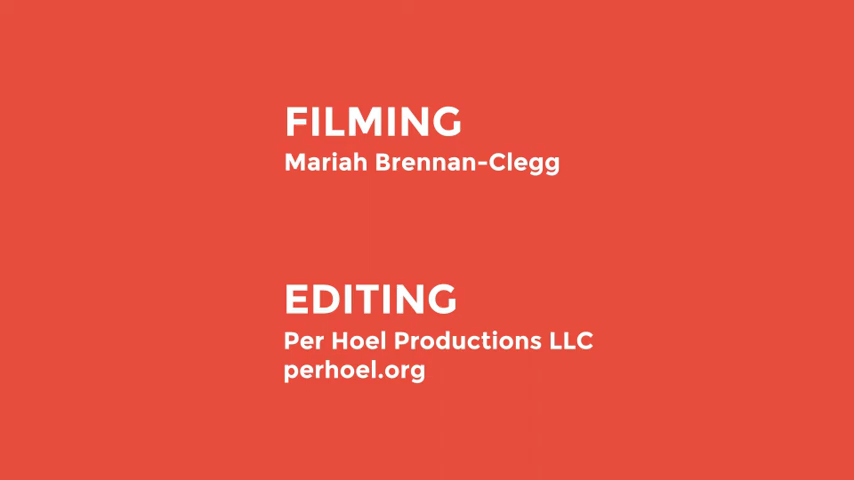 FILMING
Mariah Brennan-Clegg
EDITING
Per Hoel Productions LLC
perhoel.org